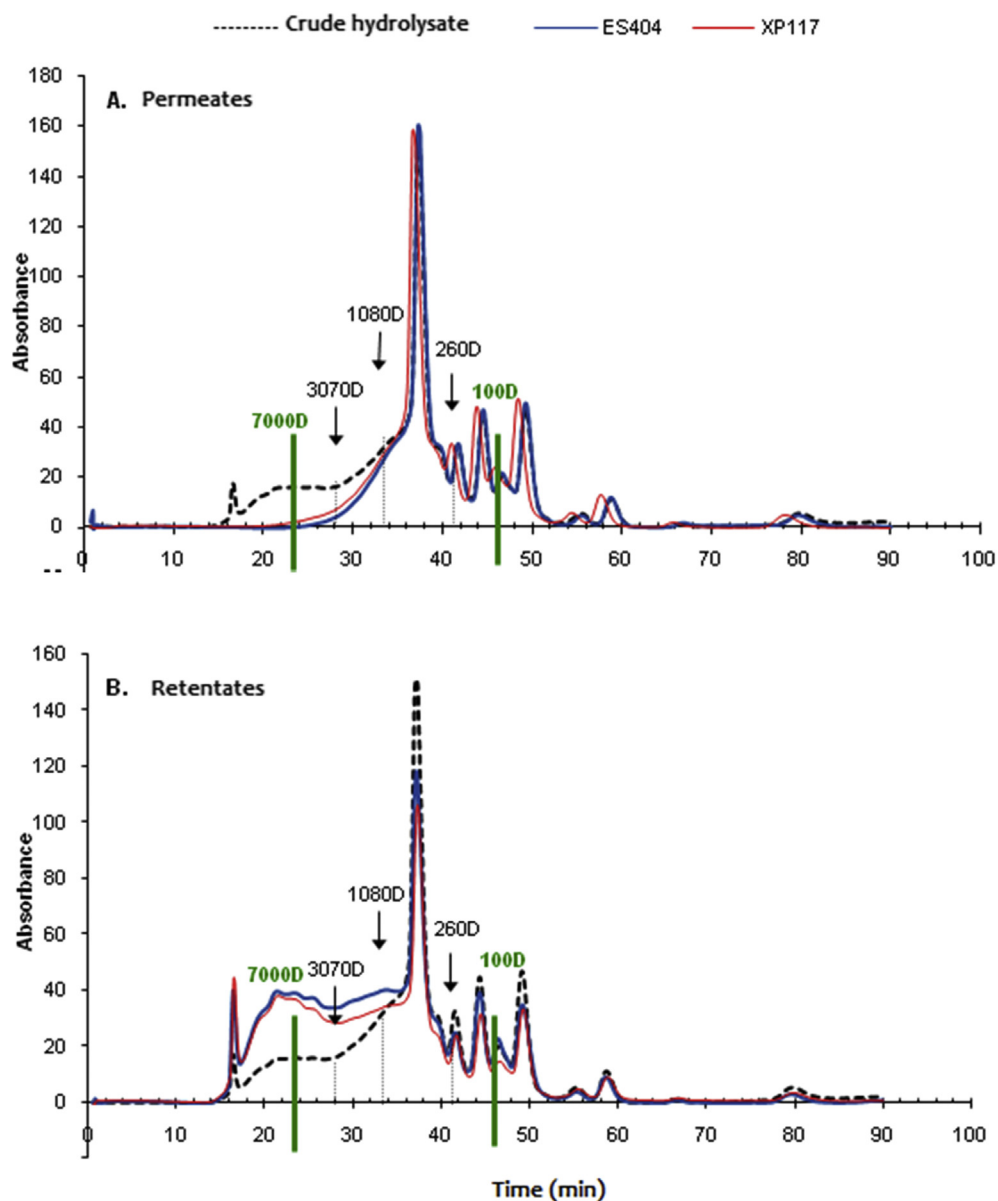 Crude hydrolysate ES404 XP117
A. Permeates
180
160
140
120
100
80
60
40
20
0
Absorbance
1080D
260D
3070D
100D
7000D
--
0 10 20 30 40 50 60 70 80 90 100
B. Retentates
160
140
120
100
80
60
40
20
0
Absorbance
1080D
260D
7000D
3070D
100D
0 10 20 30 40 50 60 70 80 90 100
Time (min)